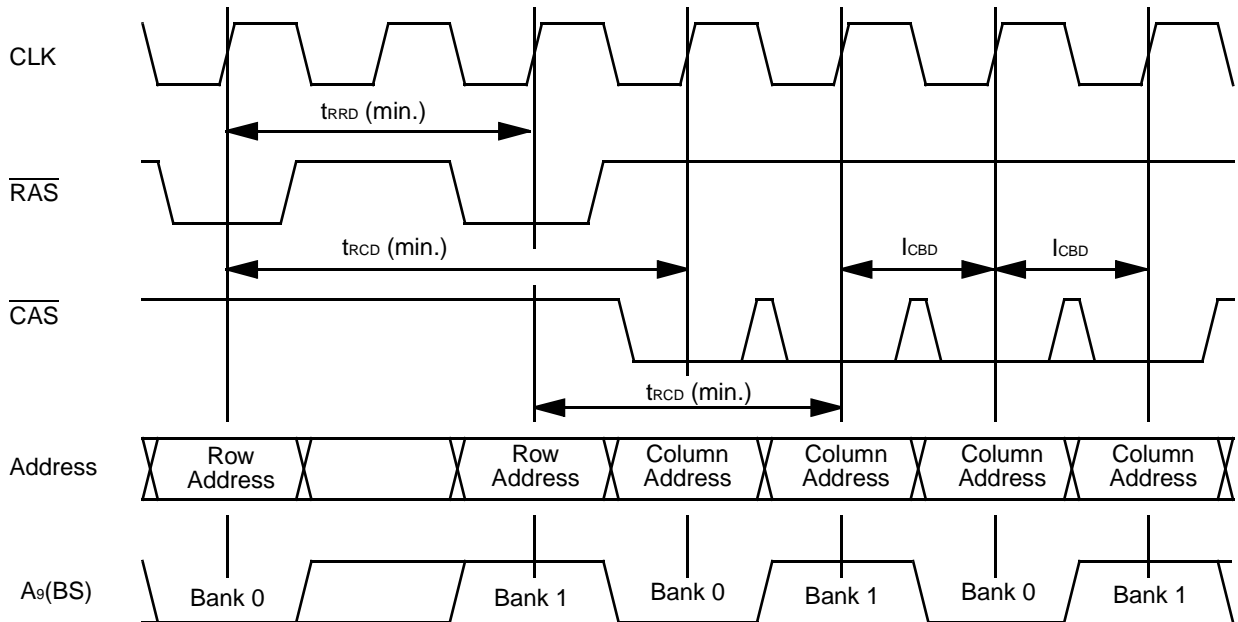 CLK
tRRD (min.)
RAS
tRCD (min.)
ICBD
ICBD
CAS
tRCD (min.)
Address
Row
Address
Row
Address
Column
Address
Column
Address
Column
Address
Column
Address
A9(BS)
Bank 0
Bank 1
Bank 0
Bank 1
Bank 0
Bank 1